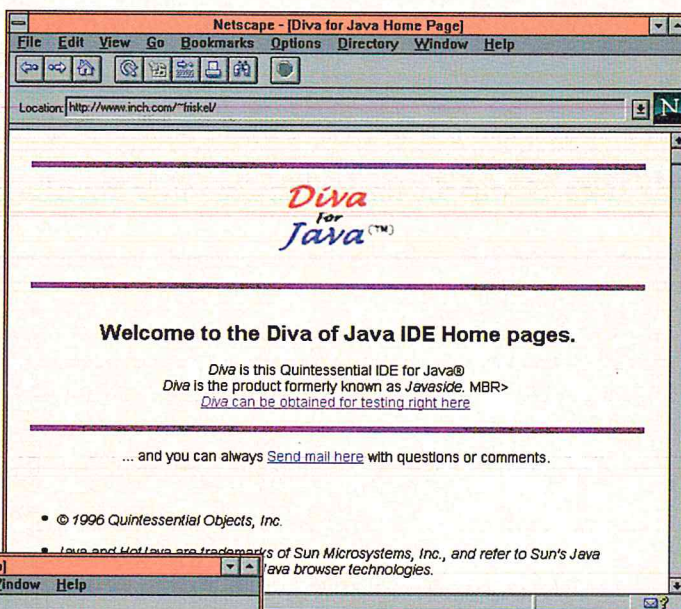 Netscape - [Diva for Java Home Page]
File Edit View Go Bookmarks Options Directory Window Help
Location: http://www.inch.com/~friskel/
N
Diva
for
Java (TM)
Welcome to the Diva of Java IDE Home pages.
Diva is this Quintessential IDE for Java®
Diva is the product formerly known as Javaside. MBR>
Diva can be obtained for testing right here
... and you can always Send mail here with questions or comments.
• © 1996 Quintessential Objects, Inc.
• Java and HotJava are trademarks of Sun Microsystems, Inc., and refer to Sun's Java
ava browser technologies.
Window Help